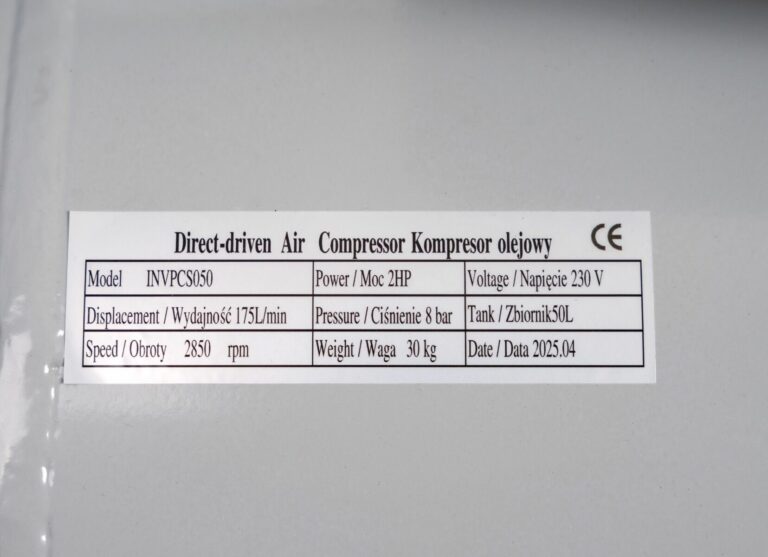 Direct-driven Air Compressor Kompresor olejowy CE
Model INVPCS050 Power / Moc 2HP Voltage / Napięcie 230 V
Displacement / Wydajność 175L/min Pressure / Ciśnienie 8 bar Tank / Zbiornik50L
Speed / Obroty 2850 rpm Weight / Waga 30 kg Date / Data 2025.04